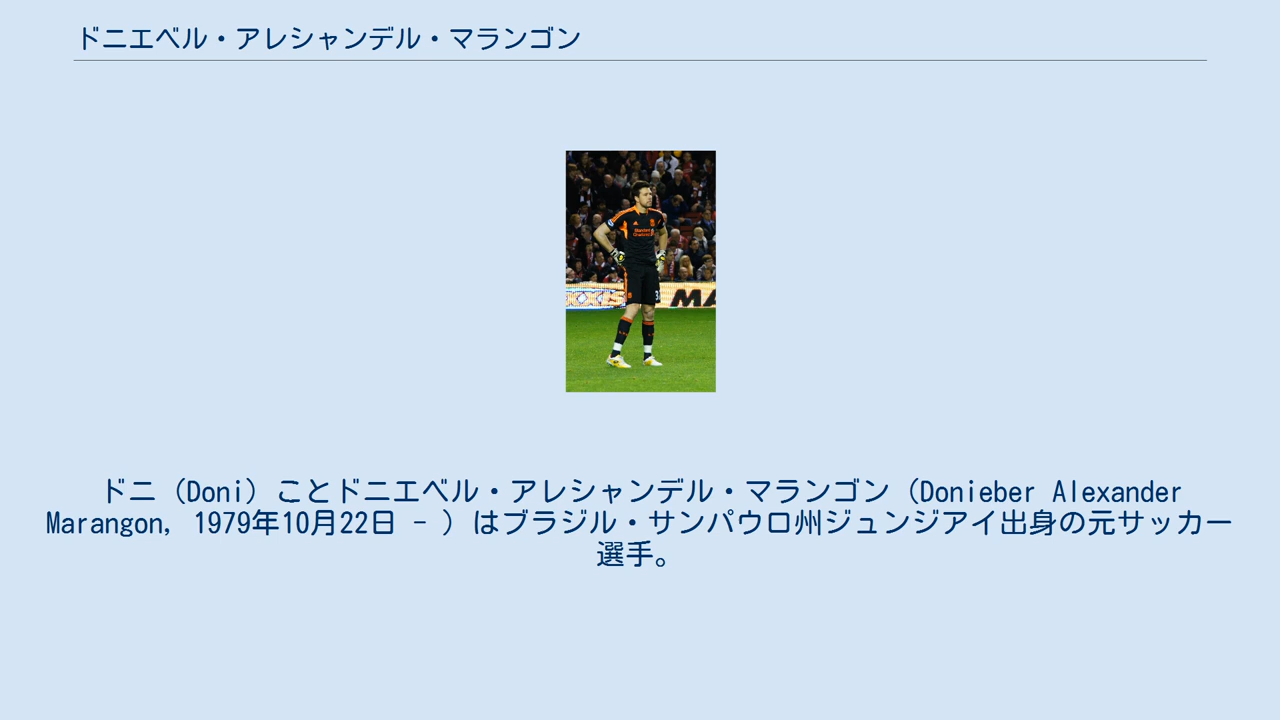 ドニエベル・アレシャンデル・マランゴン
MA
ドニ（Doni）ことドニエベル・アレシャンデル・マランゴン（Donieber Alexander
Marangon, 1979年10月22日 - ）はブラジル・サンパウロ州ジュンジアイ出身の元サッカー
選手。